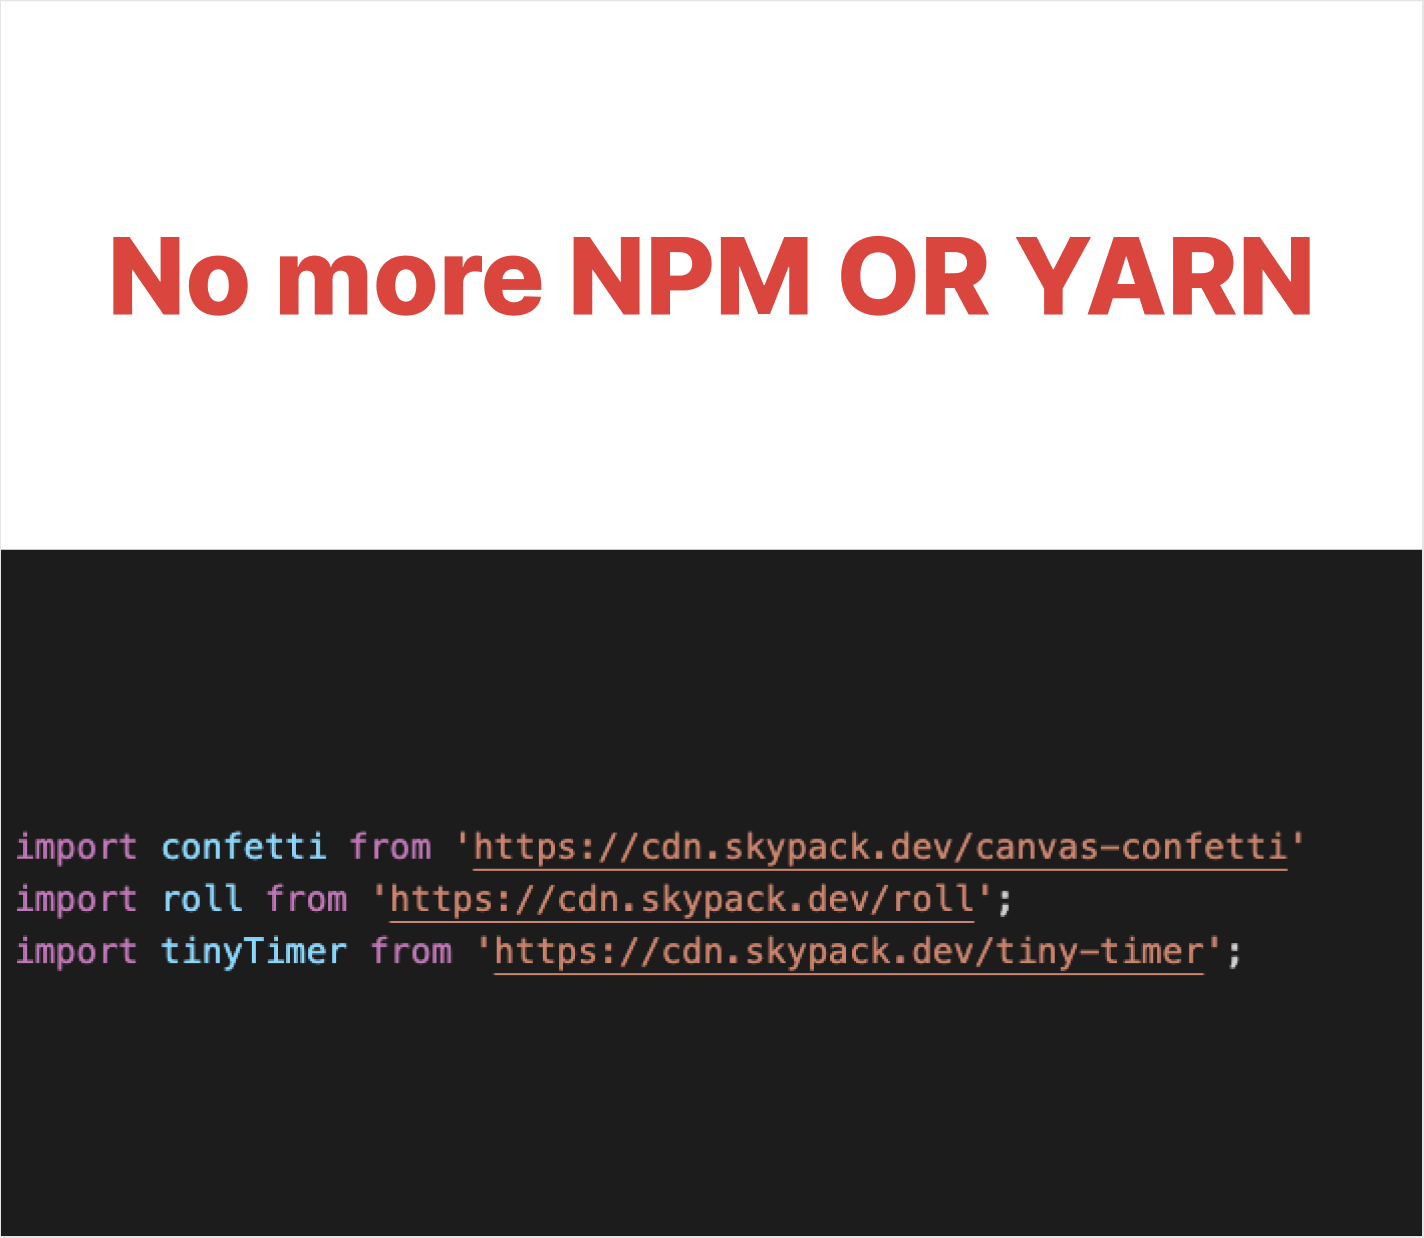 No more NPM OR YARN
import confetti from 'https://cdn.skypack.dev/canvas-confetti'
import roll from 'https://cdn.skypack.dev/roll';
import tinyTimer from 'https://cdn.skypack.dev/tiny-timer';